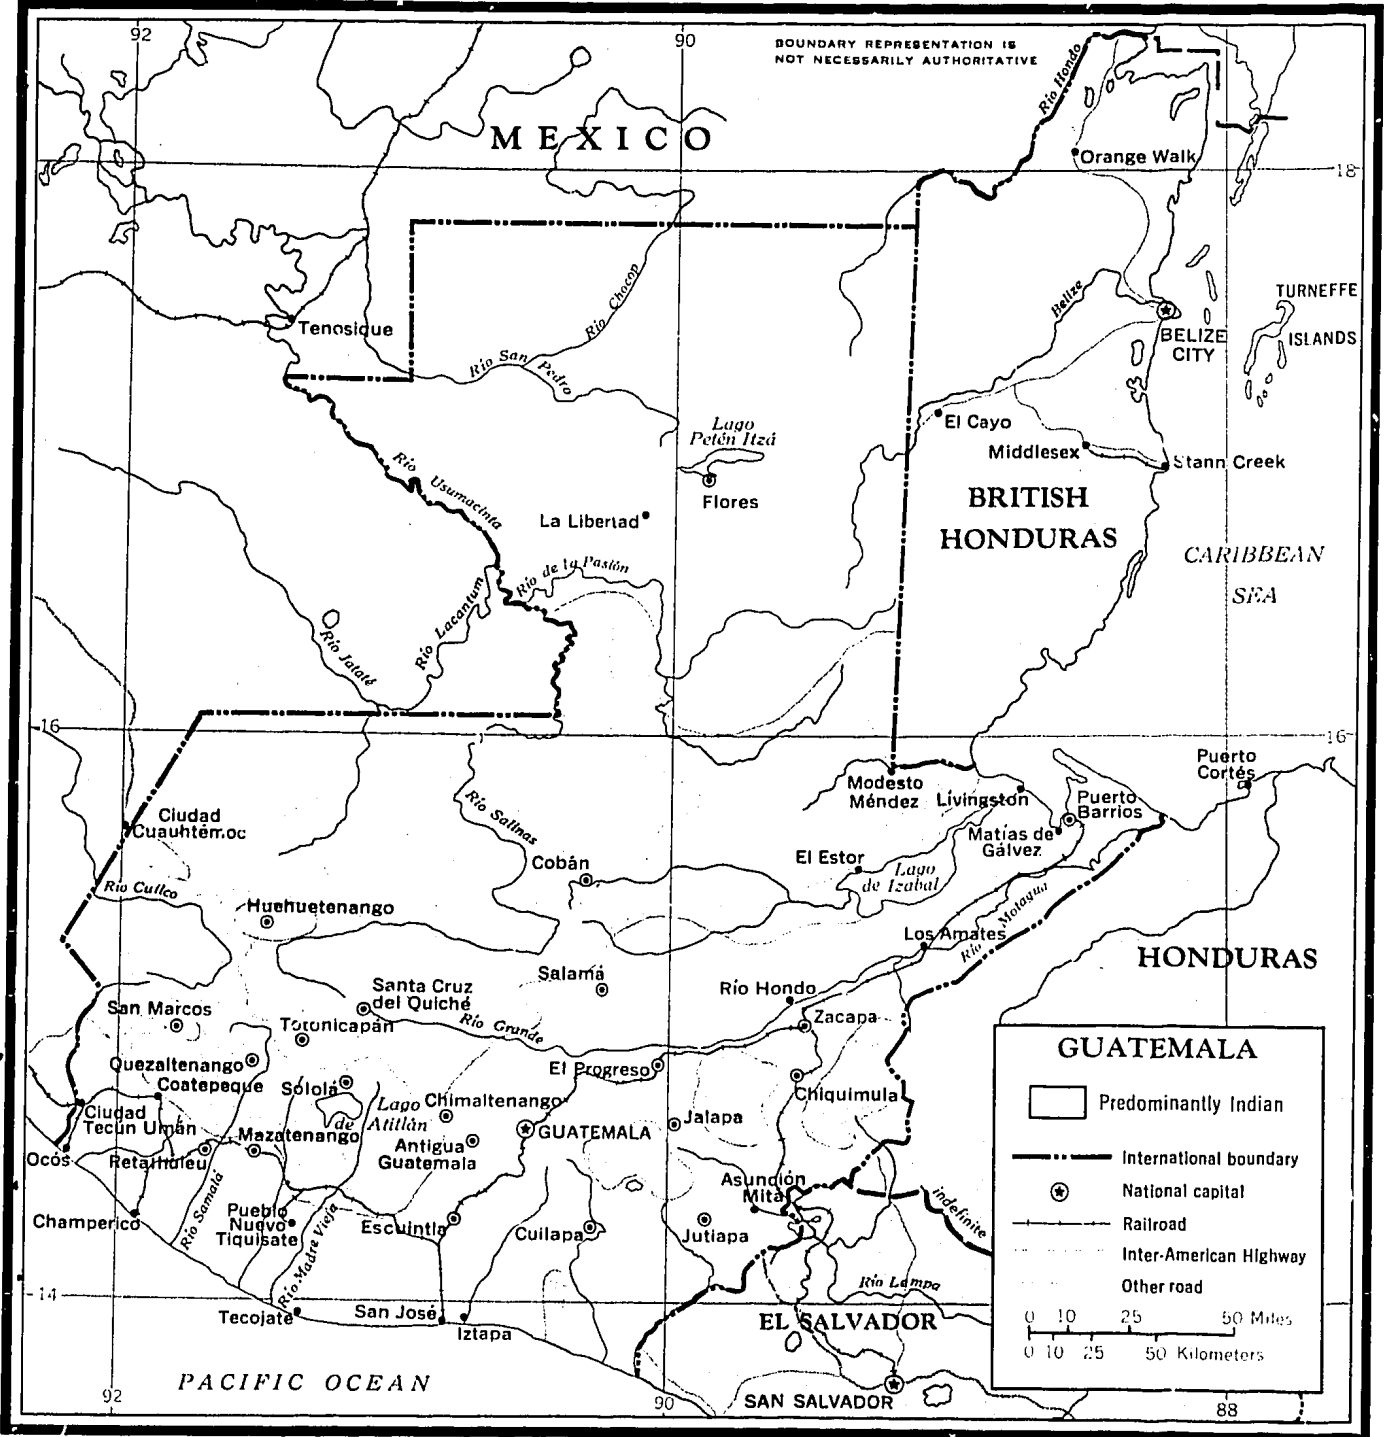 92
90
BOUNDARY REPRESENTATION IS
NOT NECESSARILY AUTHORITATIVE
Río Hondo
MEXICO
Orange Walk
18
Río Chocop
Belize
TURNEFFE
ISLANDS
Tenosique
BELIZE
CITY
Río San Pedro
El Cayo
Lago
Petén Itzá
Middlesex
Stann Creek
Río Usumacinta
Flores
BRITISH
HONDURAS
La Libertad
CARIBBEAN
SEA
Río de la Pasión
Río Lacantum
Río Jataté
16
16
Puerto
Cortés
Modesto
Méndez
Livingston
Puerto
Barrios
Río Salinas
Ciudad
Cuauhtémoc
Matías de
Gálvez
Cobán
El Estor
Lago
de Izabal
Río Cuilco
Huehuetenango
Río Motagua
Los Amates
HONDURAS
Salamá
Santa Cruz
del Quiché
Río Hondo
San Marcos
Totonicapán
Río Grande
Zacapa
Quezaltenango
El Progreso
Coatepeque
Sololá
Chiquimula
Lago
de Atitlán
Chimaltenango
Ciudad
Tecún Umán
Jalapa
GUATEMALA
Mazatenango
Antigua
Guatemala
Ocós
Retalhuleu
Asunción
Mita
Río Samalá
Champerico
Pueblo
Nuevo
Tiquisate
Río Madre Vieja
Escuintla
Cuilapa
Jutiapa
indefinite
Río Lempa
14
Tecojate
San José
Iztapa
EL SALVADOR
PACIFIC OCEAN
SAN SALVADOR
92
90
88
GUATEMALA
Predominantly Indian
International boundary
National capital
Railroad
Inter-American Highway
Other road
0 10 25 50 Miles
0 10 25 50 Kilometers